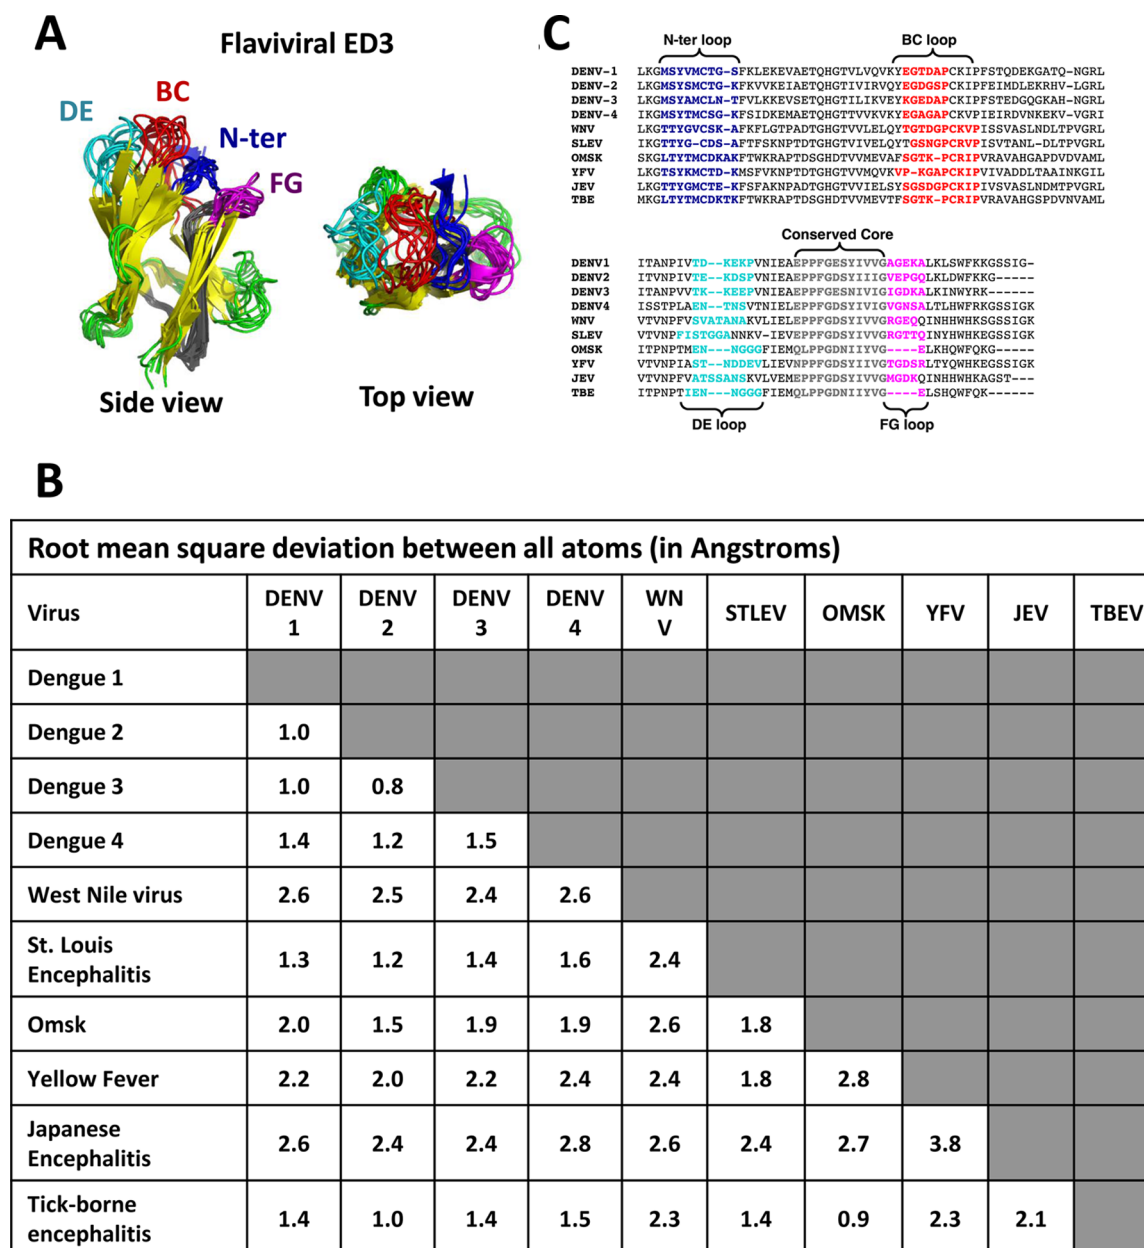 A
Flaviviral ED3
DE
BC
N-ter
FG
Side view
Top view
C
N-ter loop
BC loop
DENV-1 LKGMSYVMCTG-SFKLEKEVAETQHGTVLVQVKYEGTDAPCKIPFSTQDEKGATQ-NGRL
DENV-2 LKGMSYSMCTG-KFKVVKEIAETQHGTIVIRVQYEGDGSPCKIPFEIMDLEKRHV-LGRL
DENV-3 LKGMSYAMCLN-TFVLKKEVSETQHGTILIKVEYKGEDAPCKIPFSTEDGQGKAH-NGRL
DENV-4 LKGMSYTMCSG-KFSIDKEMAETQHGTTVVKVKYEGAGAPCKVPIEIRDVNKEKV-VGRI
WNV LKGTTYGVCSK-AFKFLGTPADTGHGTVVLELQYTGTDGPCKVPISSVASLNDLTPVGRL
SLEV LKGTTYG-CDS-AFKFSKNPTDTGHGTVIVELQYTGSNGPCRVPISVTANL-DLTPVGRL
OMSK LKGLTYTMCDKAKFTWKRAPTDSGHDTVVMEVAFSGTK-PCRIPVRAVAHGAPDVDVAML
YFV LKGTSYKMCTD-KMSFVKNPTDTGHGTVVMQVKVP-KGAPCKIPVIVADDLTAAINKGIL
JEV LKGTTYGMCTE-KFSFAKNPADTGHGTVVIELSYSGSDGPCKIPIVSVASLNDMTPVGRL
TBE MKGLTYTMCDKTKFTWKRAPTDSGHDTVVMEVTFSGTK-PCRIPVRAVAHGSPDVNVAML
Conserved Core
DENV1 ITANPIVTD--KEKPVNIEAEPPFGESYIVVGAGEKALKLSWFKKGSSIG-
DENV2 ITVNPIVTE--KDSPVNIEAEPPFGDSYIIIGVEPGQLKLDWFKKG-----
DENV3 ITANPVVTK--KEEPVNIEAEPPFGESNIVIGIGDKALKINWYRK------
DENV4 ISSTPLAEN--TNSVTNIELEPPFGDSYIVIGVGNSALTLHWFRKGSSIGK
WNV VTVNPFVSVATANAKVLIELEPPFGDSYIVVGRGEQQINHHWHKSGSSIGK
SLEV VTVNPFISTGGANNKV-IEVEPPFGDSYIVVGRGTTQINYHWHKEGSSIGK
OMSK ITPNPTMEN---NGGGFIEMQLPPGDNIIYVG----ELKHQWFQKG-----
YFV VTVNPIAST--NDDEVLIEVNPPFGDSYIIVGTGDSRLTYQWHKEGSSIGK
JEV VTVNPFVATSSANSKVLVEMEPPFGDSYIVVGMGDKQINHHWHKAGST---
TBE ITPNPTIEN---NGGGFIEMQLPPGDNIIYVG----ELSHQWFQK------
DE loop
FG loop
B
Root mean square deviation between all atoms (in Angstroms)
Virus DENV 1 DENV 2 DENV 3 DENV 4 WN V STLEV OMSK YFV JEV TBEV
Dengue 1
Dengue 2 1.0
Dengue 3 1.0 0.8
Dengue 4 1.4 1.2 1.5
West Nile virus 2.6 2.5 2.4 2.6
St. Louis Encephalitis 1.3 1.2 1.4 1.6 2.4
Omsk 2.0 1.5 1.9 1.9 2.6 1.8
Yellow Fever 2.2 2.0 2.2 2.4 2.4 1.8 2.8
Japanese Encephalitis 2.6 2.4 2.4 2.8 2.6 2.4 2.7 3.8
Tick-borne encephalitis 1.4 1.0 1.4 1.5 2.3 1.4 0.9 2.3 2.1